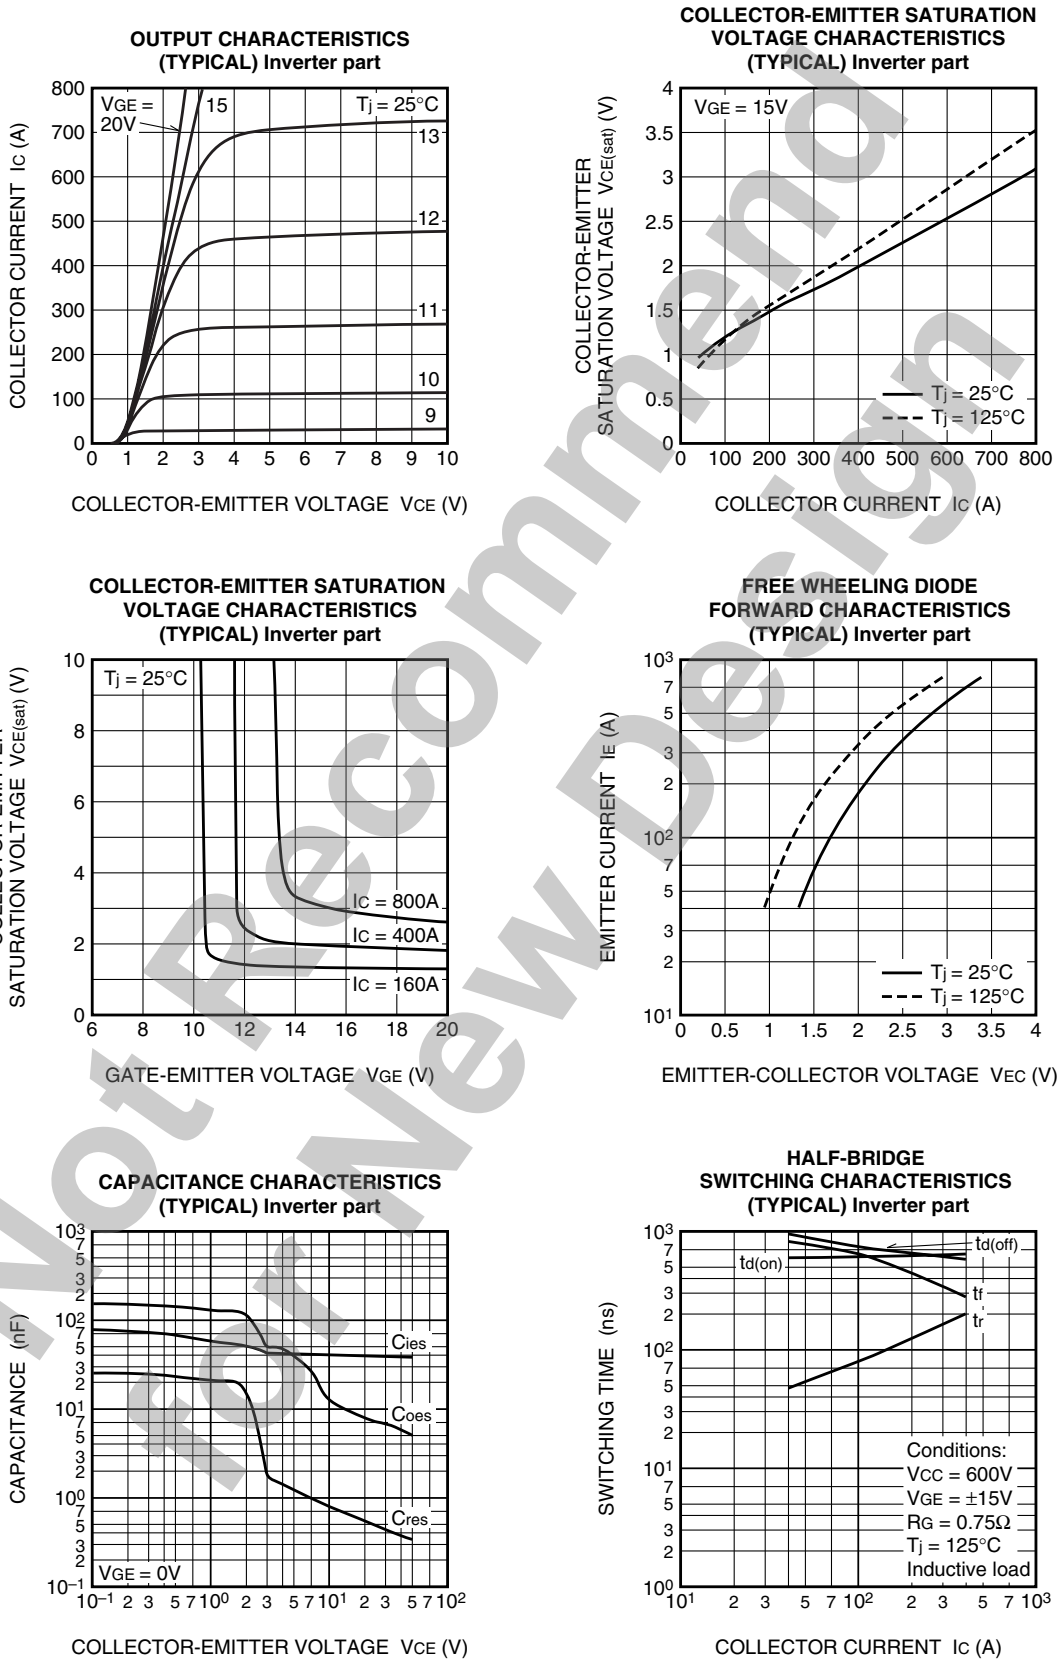 OUTPUT CHARACTERISTICS
(TYPICAL) Inverter part
COLLECTOR CURRENT IC (A)
800
700
600
500
400
300
200
100
0
VGE =
20V
15
Tj = 25°C
13
12
11
10
9
0 1 2 3 4 5 6 7 8 9 10
COLLECTOR-EMITTER VOLTAGE VCE (V)
COLLECTOR-EMITTER SATURATION
VOLTAGE CHARACTERISTICS
(TYPICAL) Inverter part
COLLECTOR-EMITTER
SATURATION VOLTAGE VCE(sat) (V)
4
3.5
3
2.5
2
1.5
1
0.5
0
VGE = 15V
Tj = 25°C
Tj = 125°C
0 100 200 300 400 500 600 700 800
COLLECTOR CURRENT IC (A)
COLLECTOR-EMITTER SATURATION
VOLTAGE CHARACTERISTICS
(TYPICAL) Inverter part
SATURATION VOLTAGE VCE(sat) (V)
10
8
6
4
2
0
Tj = 25°C
IC = 800A
IC = 400A
IC = 160A
6 8 10 12 14 16 18 20
GATE-EMITTER VOLTAGE VGE (V)
FREE WHEELING DIODE
FORWARD CHARACTERISTICS
(TYPICAL) Inverter part
EMITTER CURRENT IE (A)
10³
7
5
3
2
10²
7
5
3
2
10¹
Tj = 25°C
Tj = 125°C
0 0.5 1 1.5 2 2.5 3 3.5 4
EMITTER-COLLECTOR VOLTAGE VEC (V)
CAPACITANCE CHARACTERISTICS
(TYPICAL) Inverter part
CAPACITANCE (nF)
10³
7
5
3
2
10²
7
5
3
2
10¹
7
5
3
2
10⁰
7
5
3
2
10⁻¹
Cies
Coes
Cres
VGE = 0V
10⁻¹ 2 3 5 7 10⁰ 2 3 5 7 10¹ 2 3 5 7 10²
COLLECTOR-EMITTER VOLTAGE VCE (V)
HALF-BRIDGE
SWITCHING CHARACTERISTICS
(TYPICAL) Inverter part
SWITCHING TIME (ns)
10³
7
5
3
2
10²
7
5
3
2
10¹
7
5
3
2
10⁰
td(off)
td(on)
tf
tr
Conditions:
VCC = 600V
VGE = ±15V
RG = 0.75Ω
Tj = 125°C
Inductive load
10¹ 2 3 5 7 10² 2 3 5 7 10³
COLLECTOR CURRENT IC (A)
Not Recommend
for New Design